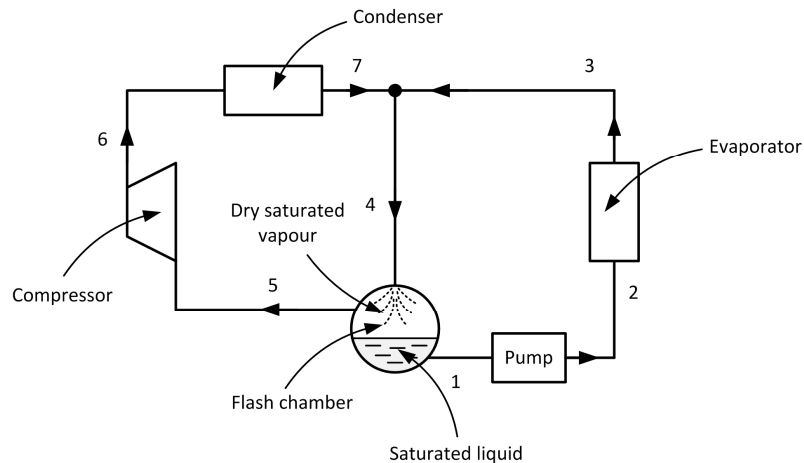 Condenser
7
3
6
Evaporator
4
Dry saturated
vapour
5
2
Compressor
Pump
1
Flash chamber
Saturated liquid